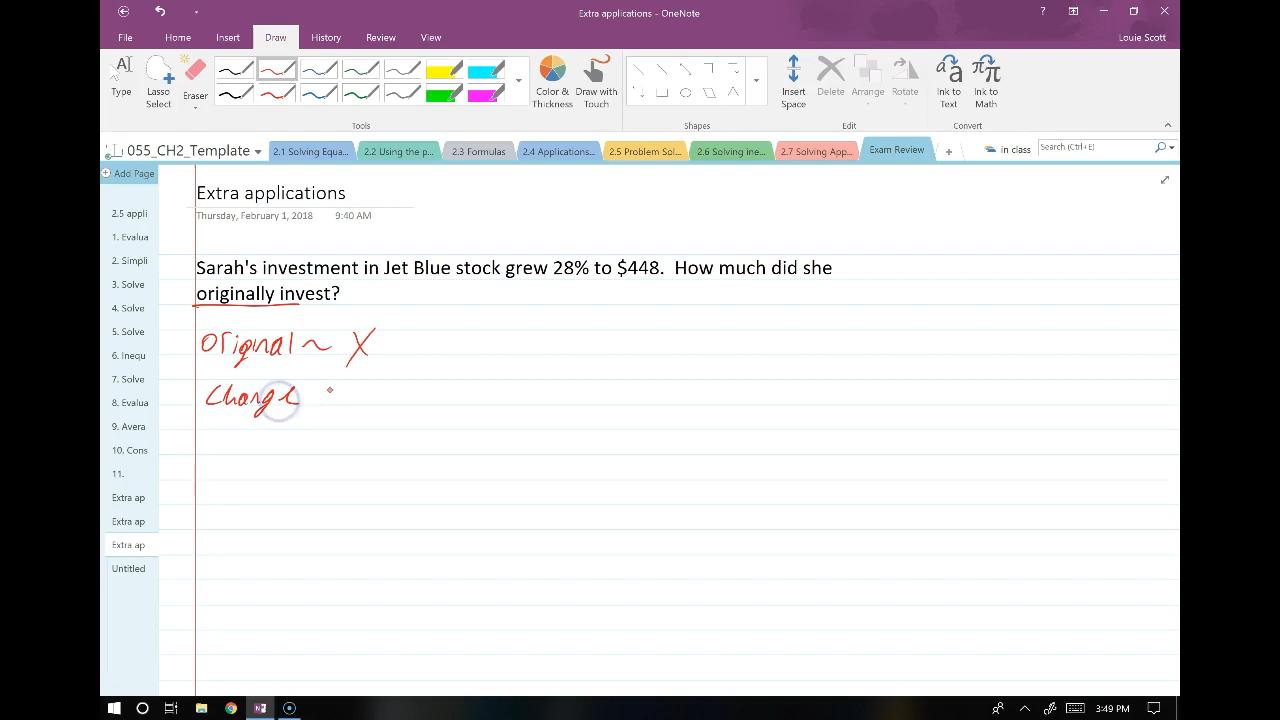 Extra applications - OneNote
?
File
Home
Insert
Draw
History
Review
View
Louie Scott
Type
Lasso Select
Eraser
Color & Thickness
Draw with Touch
Insert Space
Delete
Arrange
Rotate
Ink to Text
Ink to Math
Tools
Shapes
Edit
Convert
055_CH2_Template
2.1 Solving Equa...
2.2 Using the p...
2.3 Formulas
2.4 Applications...
2.5 Problem Sol...
2.6 Solving ine...
2.7 Solving App...
Exam Review
in class
Search (Ctrl+E)
Add Page
2.5 appli
1. Evalua
2. Simpli
3. Solve
4. Solve
5. Solve
6. Inequ
7. Solve
8. Evalua
9. Avera
10. Cons
11.
Extra ap
Extra ap
Extra ap
Untitled
Extra applications
Thursday, February 1, 2018 9:40 AM
Sarah's investment in Jet Blue stock grew 28% to $448. How much did she
originally invest?
Original ~ X
Change
3:49 PM